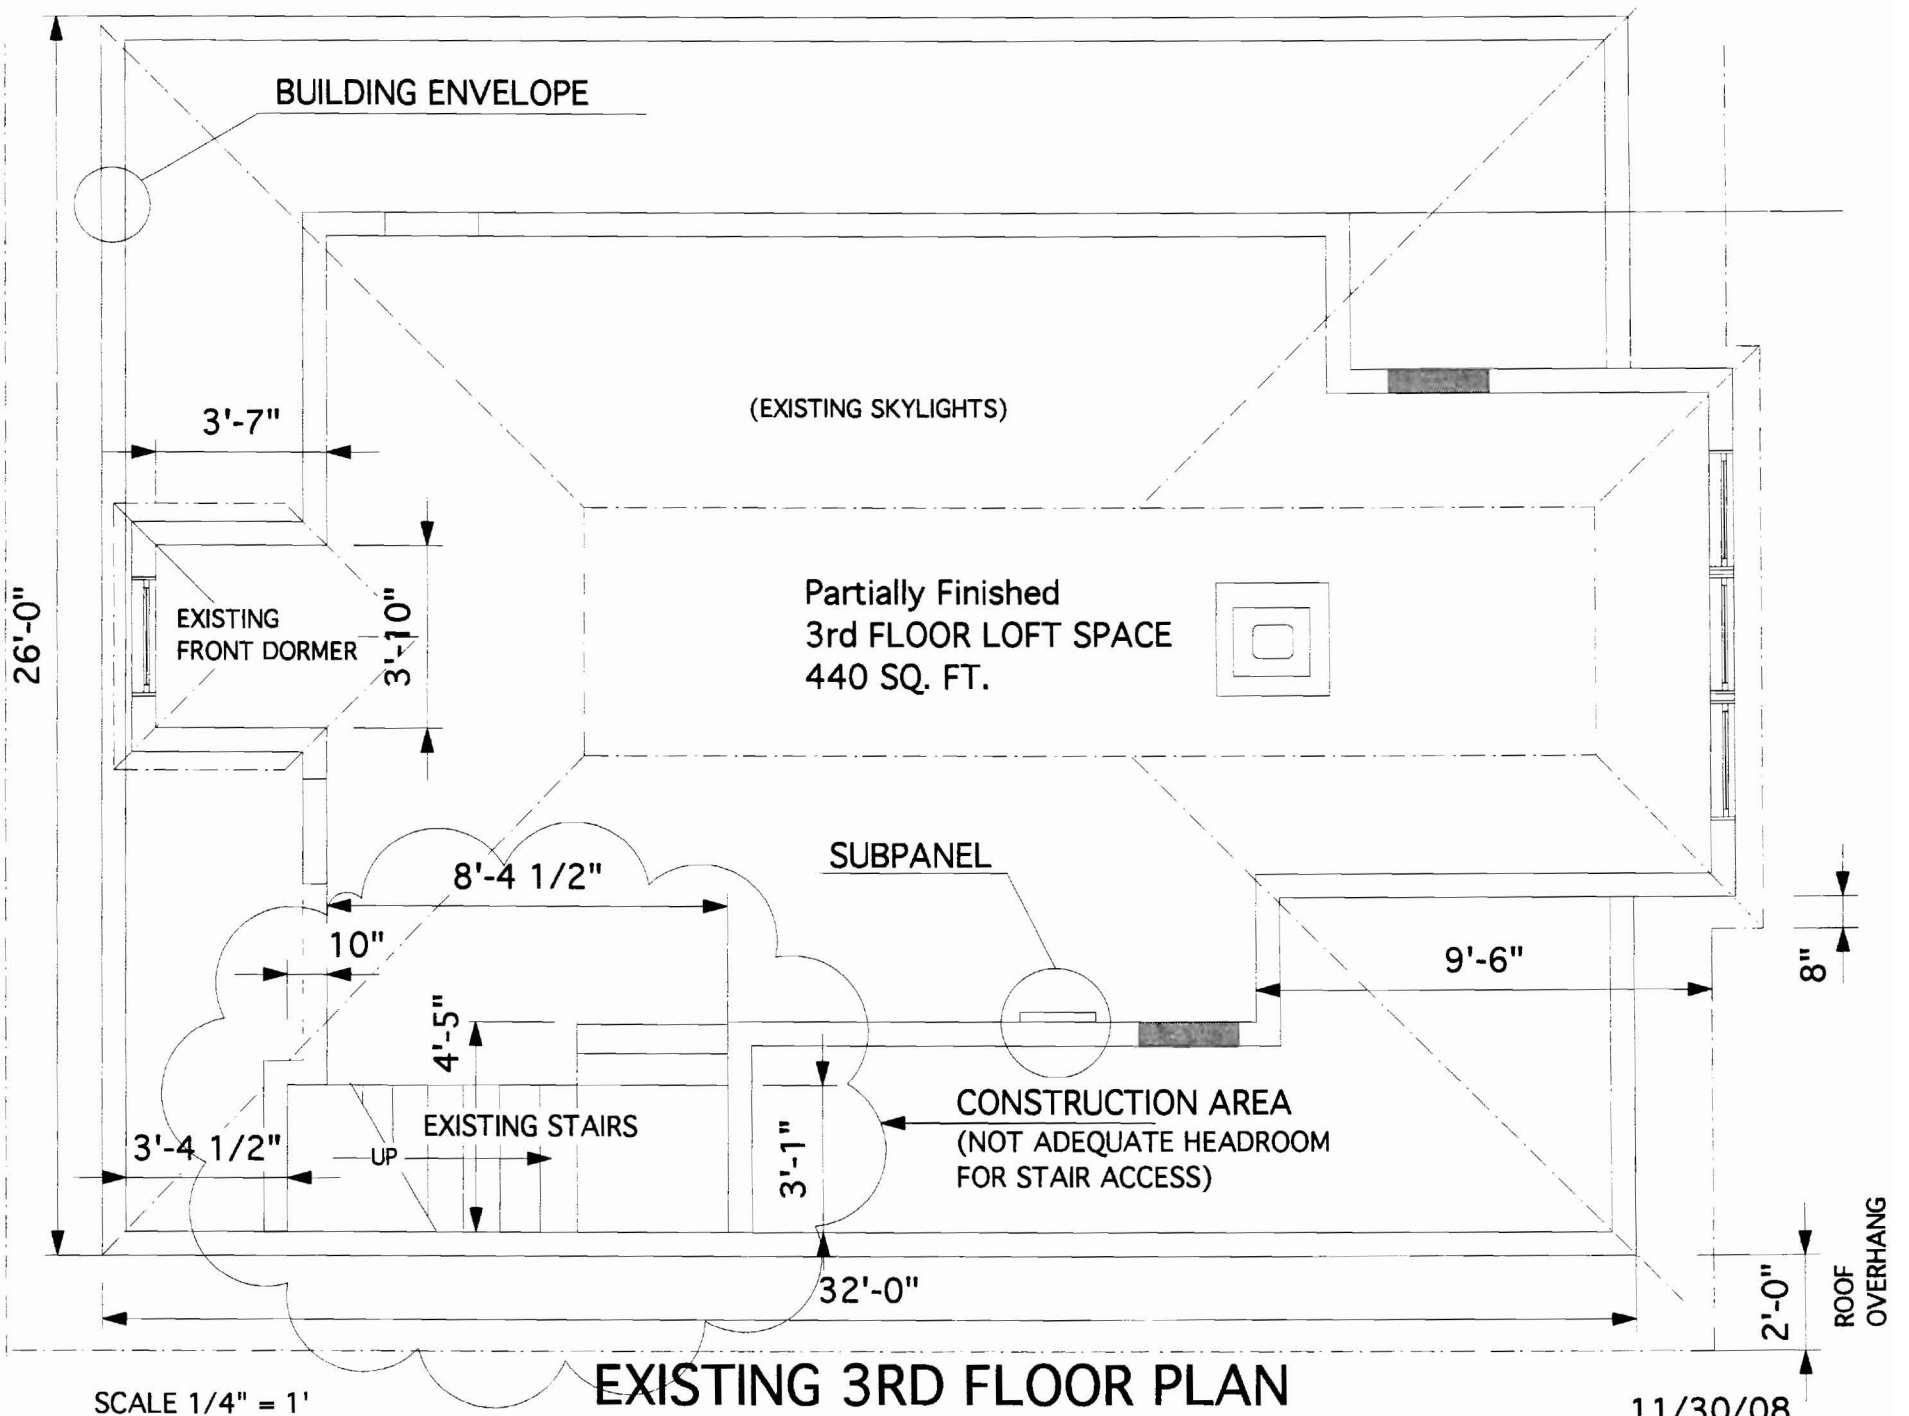 BUILDING ENVELOPE
3'-7"
(EXISTING SKYLIGHTS)
26'-0"
EXISTING
FRONT DORMER
3'-10"
Partially Finished
3rd FLOOR LOFT SPACE
440 SQ. FT.
SUBPANEL
8'-4 1/2"
10"
9'-6"
8"
4'-5"
CONSTRUCTION AREA
(NOT ADEQUATE HEADROOM
FOR STAIR ACCESS)
EXISTING STAIRS
UP
3'-4 1/2"
3'-1"
32'-0"
2'-0"
ROOF
OVERHANG
EXISTING 3RD FLOOR PLAN
SCALE 1/4" = 1'
11/30/08